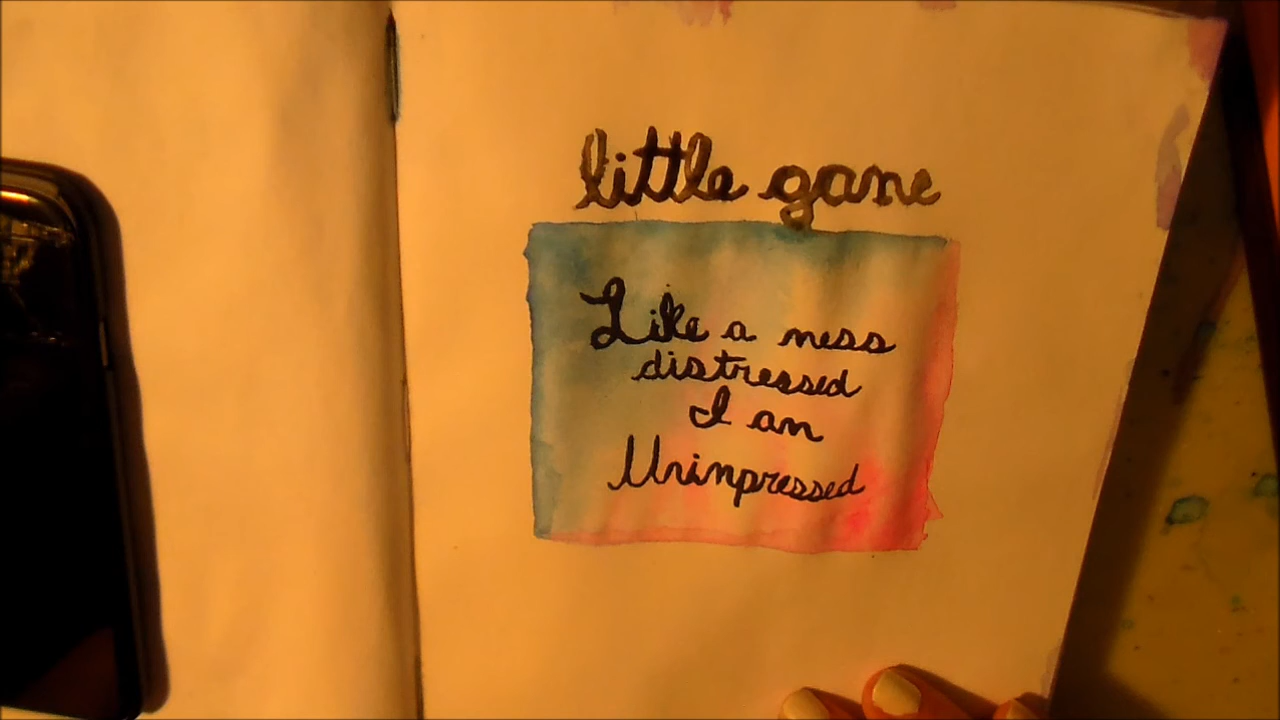 little game
Like a mess
distressed
I am
Unimpressed